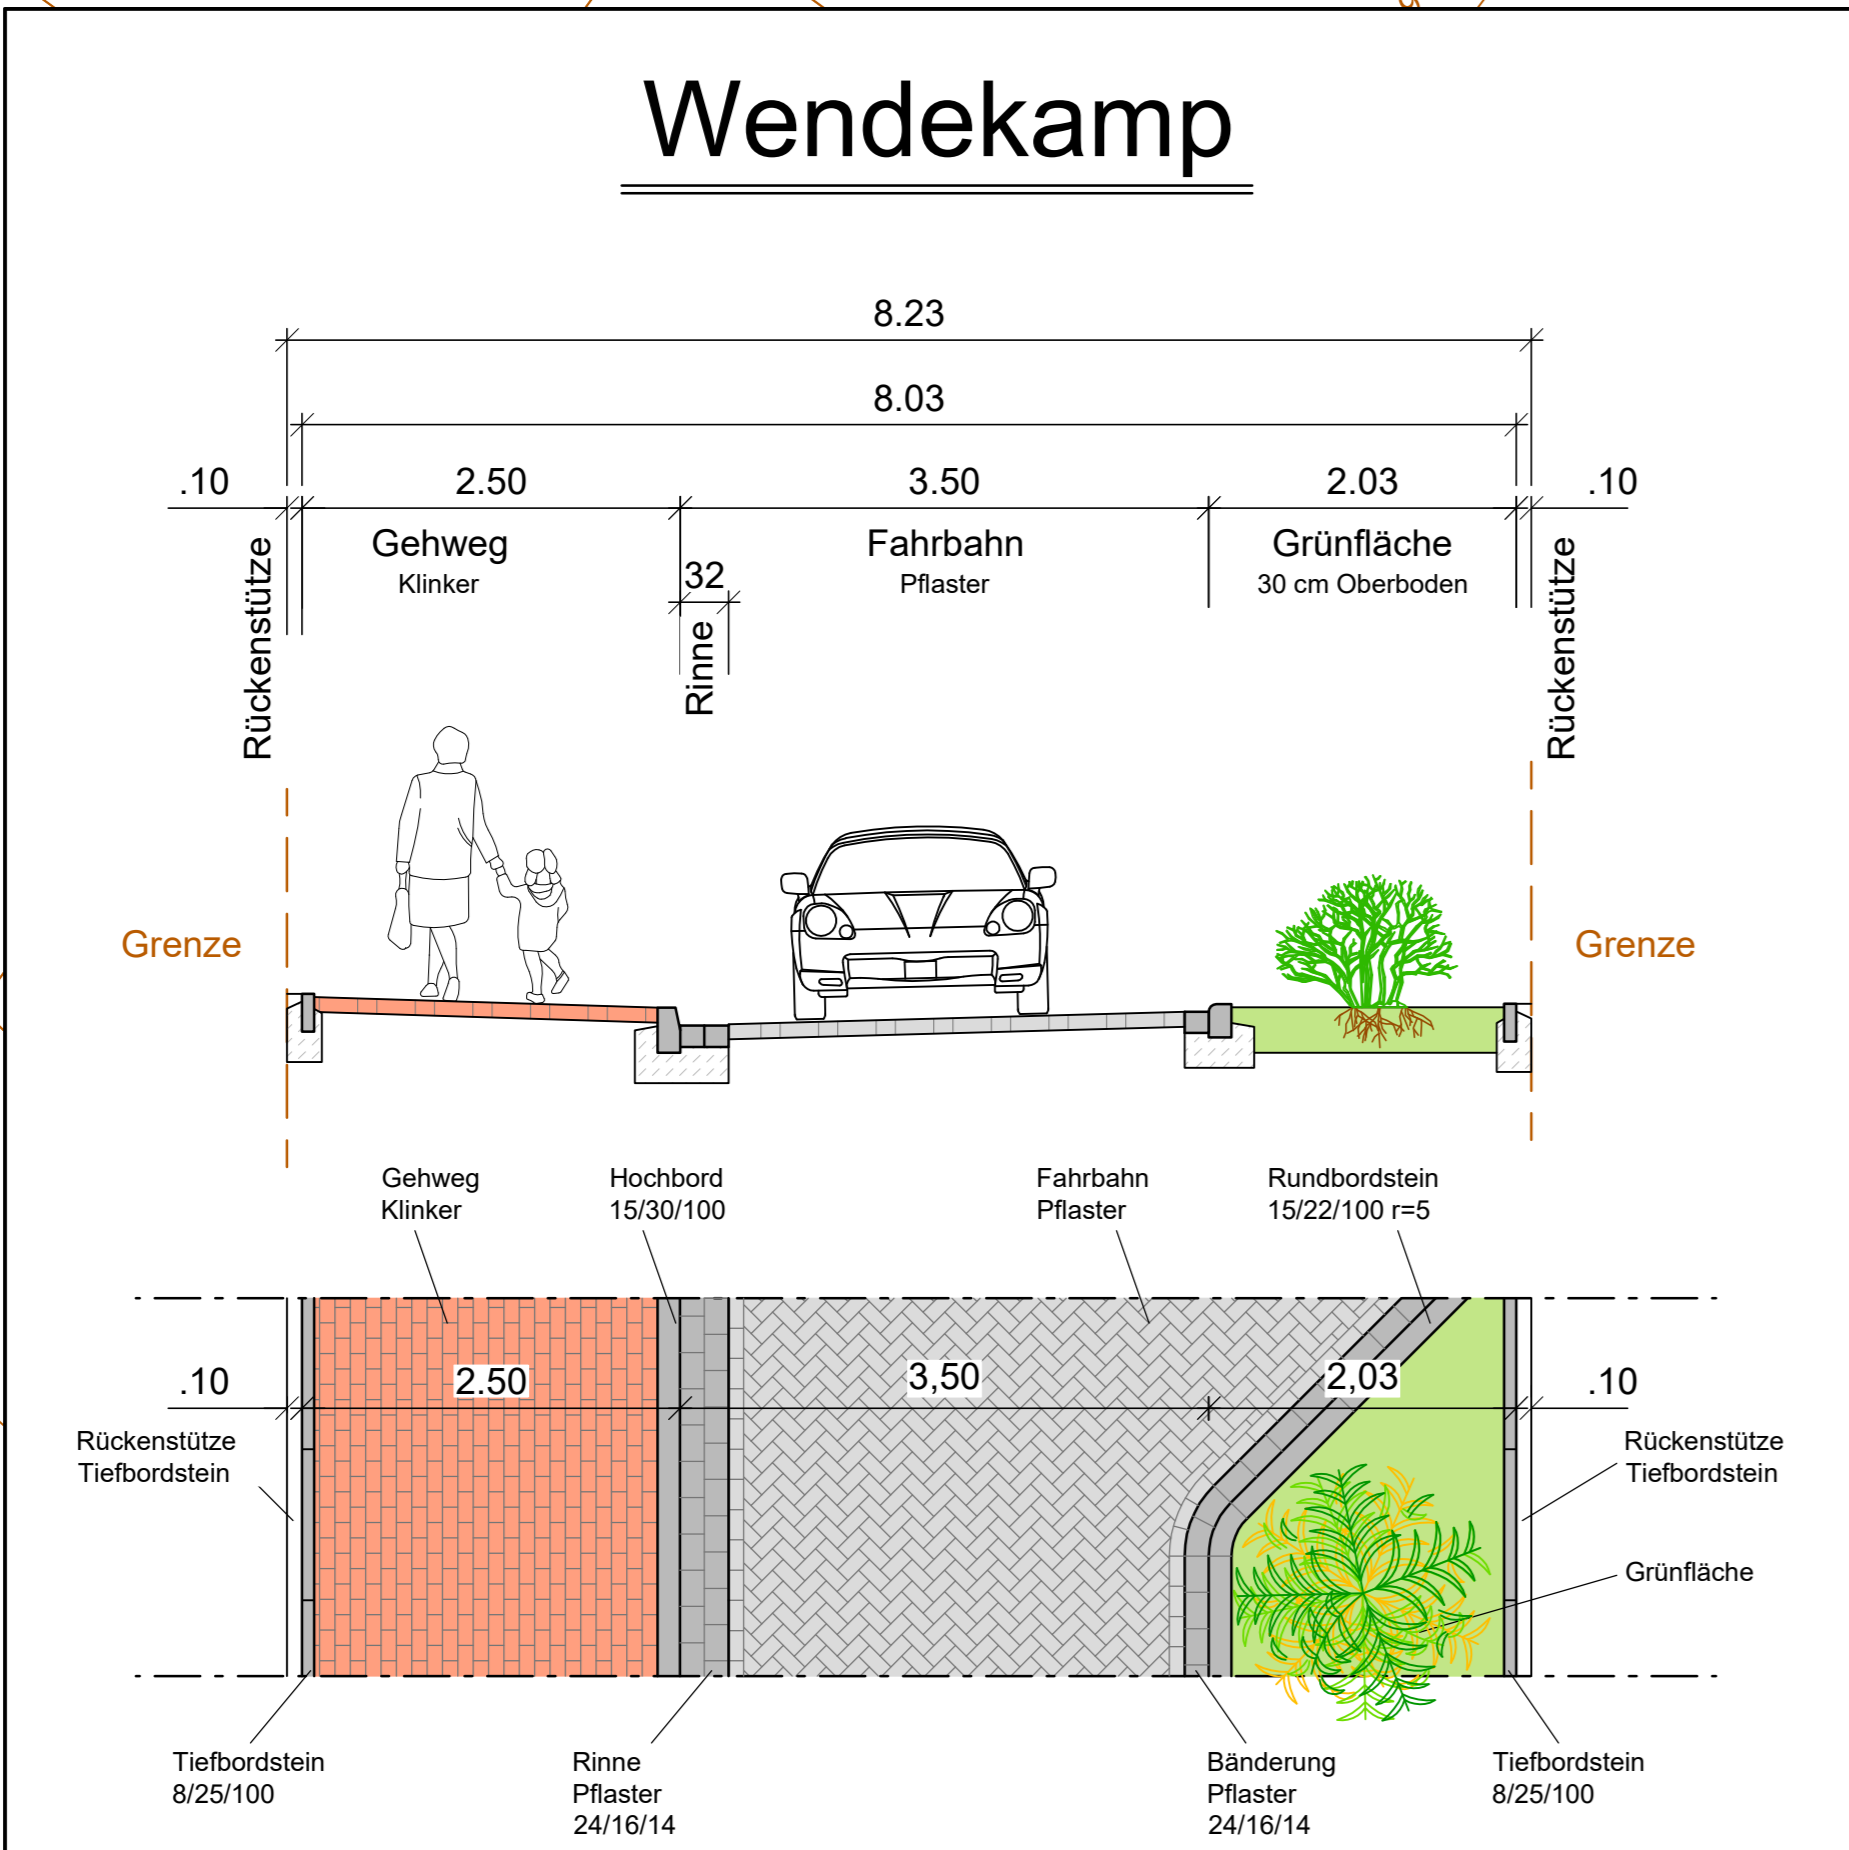 Wendekamp
8.23
8.03
.10
2.50
3.50
2.03
.10
Gehweg
Klinker
Fahrbahn
Pflaster
Grünfläche
30 cm Oberboden
32
Rinne
Rückenstütze
Rückenstütze
Grenze
Grenze
Gehweg
Klinker
Hochbord
15/30/100
Fahrbahn
Pflaster
Rundbordstein
15/22/100 r=5
.10
2.50
3,50
2,03
.10
Rückenstütze
Tiefbordstein
Rückenstütze
Tiefbordstein
Grünfläche
Tiefbordstein
8/25/100
Rinne
Pflaster
24/16/14
Bänderung
Pflaster
24/16/14
Tiefbordstein
8/25/100